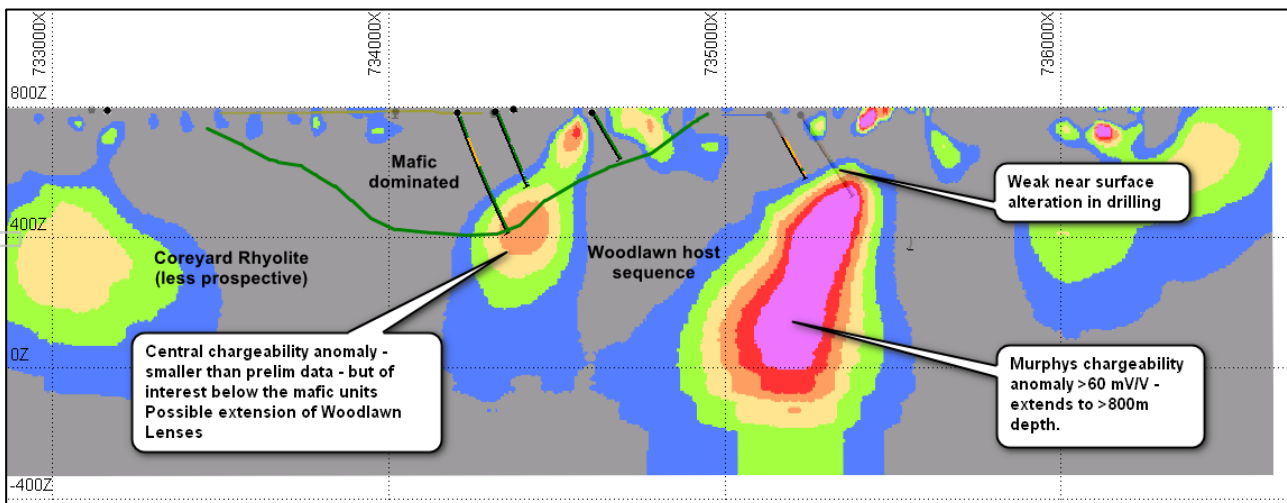 733000X
734000X
735000X
736000X
800Z
400Z
0Z
-400Z
Mafic
dominated
Coreyard Rhyolite
(less prospective)
Woodlawn host
sequence
Weak near surface
alteration in drilling
Central chargeability anomaly -
smaller than prelim data - but of
interest below the mafic units
Possible extension of Woodlawn
Lenses
Murphys chargeability
anomaly >60 mV/V -
extends to >800m
depth.